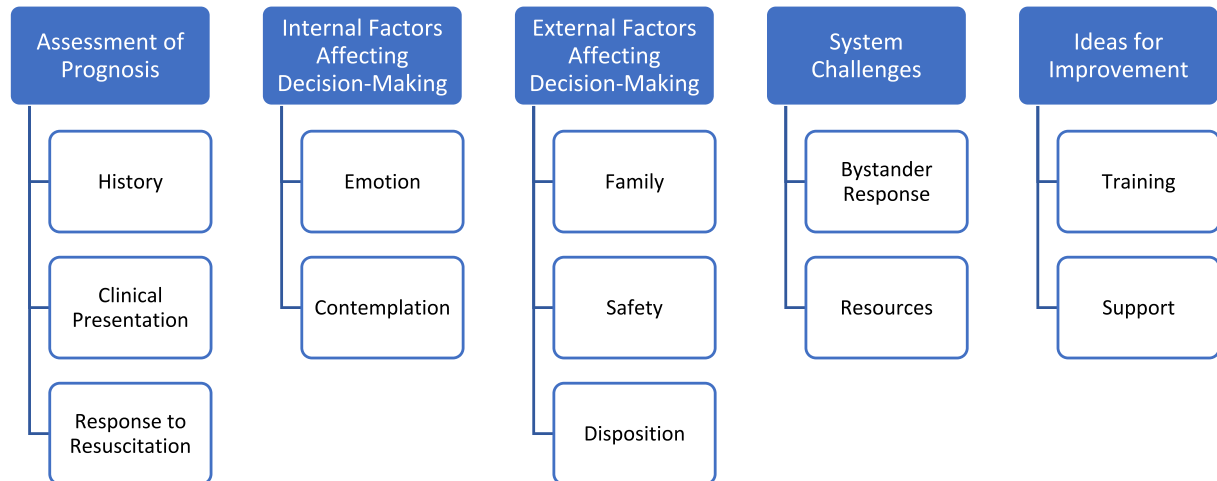 Assessment of
Prognosis
History
Clinical
Presentation
Response to
Resuscitation
Internal Factors
Affecting
Decision-Making
Emotion
Contemplation
External Factors
Affecting
Decision-Making
Family
Safety
Disposition
System
Challenges
Bystander
Response
Resources
Ideas for
Improvement
Training
Support